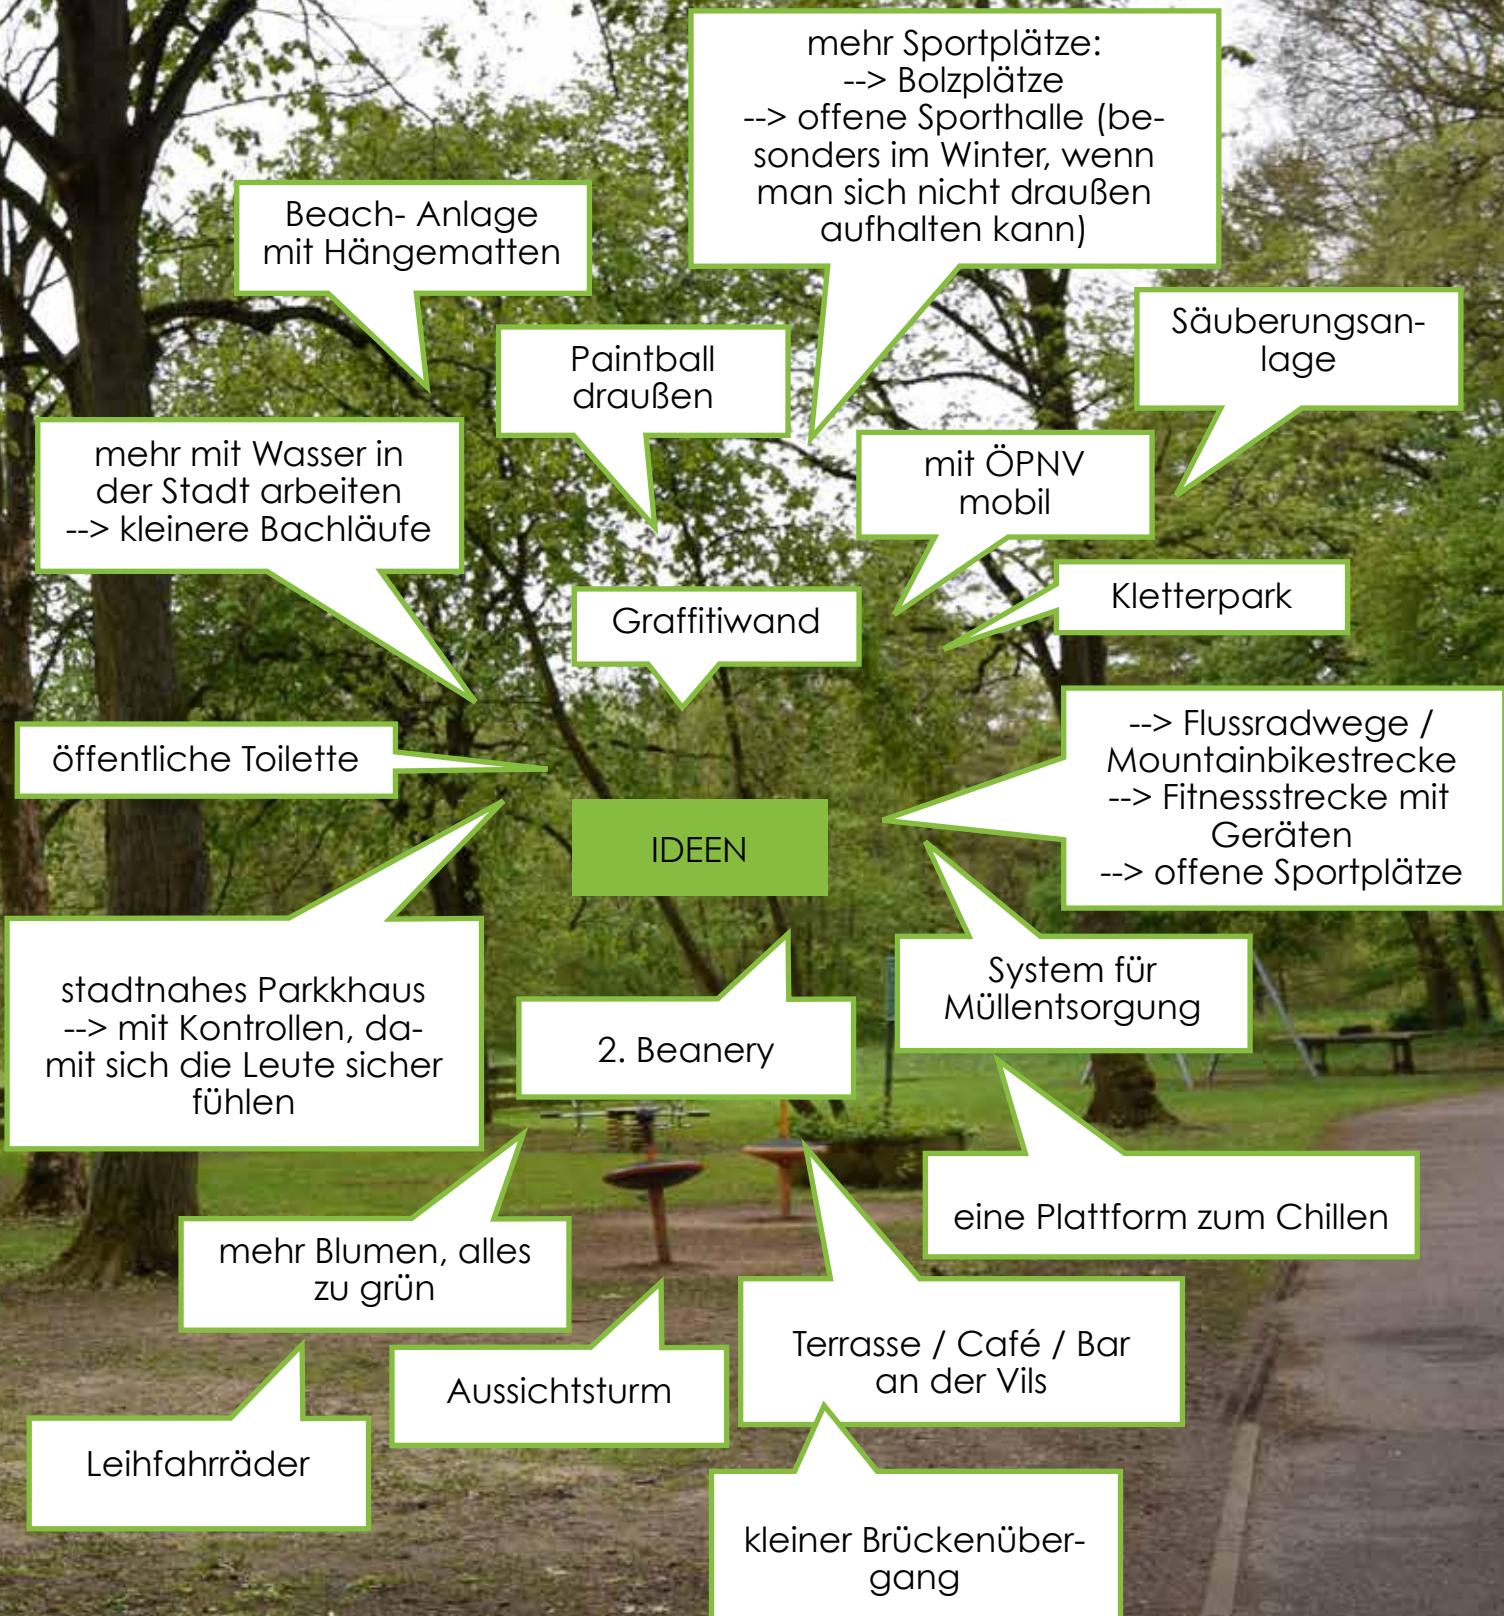 mehr Sportplätze:
--> Bolzplätze
--> offene Sporthalle (be-
sonders im Winter, wenn
man sich nicht draußen
aufhalten kann)
Beach- Anlage
mit Hängematten
Säuberungsan-
lage
Paintball
draußen
mehr mit Wasser in
der Stadt arbeiten
--> kleinere Bachläufe
mit ÖPNV
mobil
Kletterpark
Graffitiwand
öffentliche Toilette
--> Flussradwege /
Mountainbikestrecke
--> Fitnessstrecke mit
Geräten
--> offene Sportplätze
IDEEN
stadtnahes Parkkhaus
--> mit Kontrollen, da-
mit sich die Leute sicher
fühlen
System für
Müllentsorgung
2. Beanery
eine Plattform zum Chillen
mehr Blumen, alles
zu grün
Terrasse / Café / Bar
an der Vils
Aussichtsturm
Leihfahrräder
kleiner Brückenüber-
gang